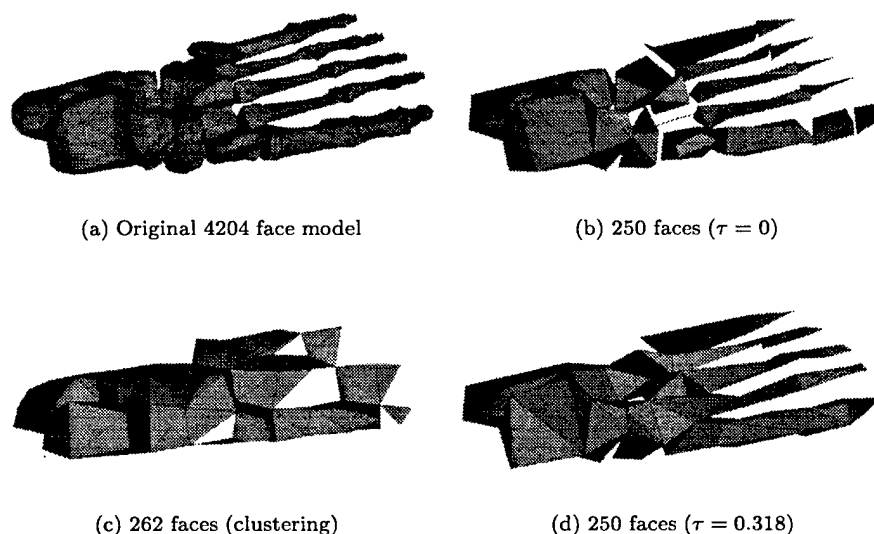 (a) Original 4204 face model
(b) 250 faces (τ = 0)
(c) 262 faces (clustering)
(d) 250 faces (τ = 0.318)